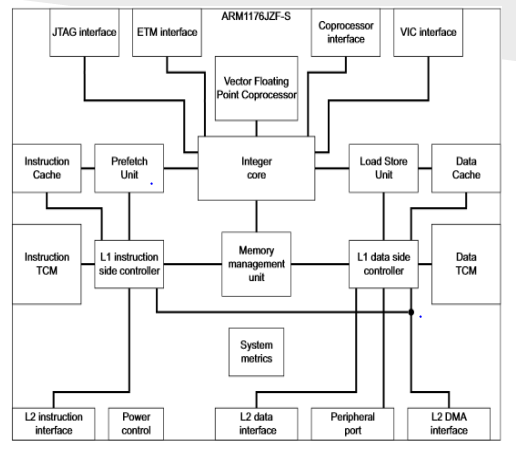 ARM1176JZF-S
JTAG interface
ETM interface
Coprocessor
interface
VIC interface
Vector Floating
Point Coprocessor
Instruction
Cache
Prefetch
Unit
Integer
core
Load Store
Unit
Data
Cache
Instruction
TCM
L1 instruction
side controller
Memory
management
unit
L1 data side
controller
Data
TCM
System
metrics
L2 instruction
interface
Power
control
L2 data
interface
Peripheral
port
L2 DMA
interface